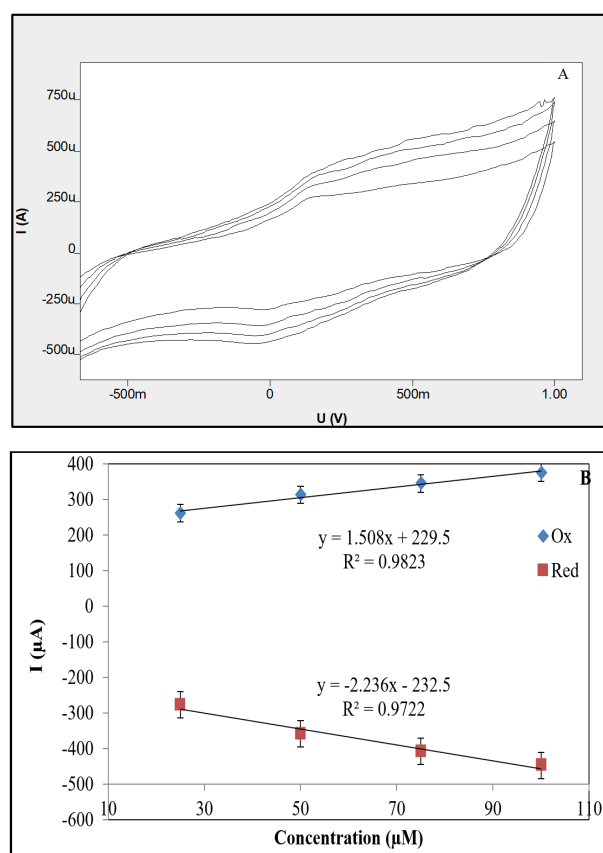 A
750u
500u
250u
0
-250u
-500u
I (A)
-500m 0 500m 1.00
U (V)
B
400
300
200
100
0
-100
-200
-300
-400
-500
-600
I (µA)
y = 1.508x + 229.5
R² = 0.9823
Ox
Red
y = -2.236x - 232.5
R² = 0.9722
10 30 50 70 90 110
Concentration (µM)